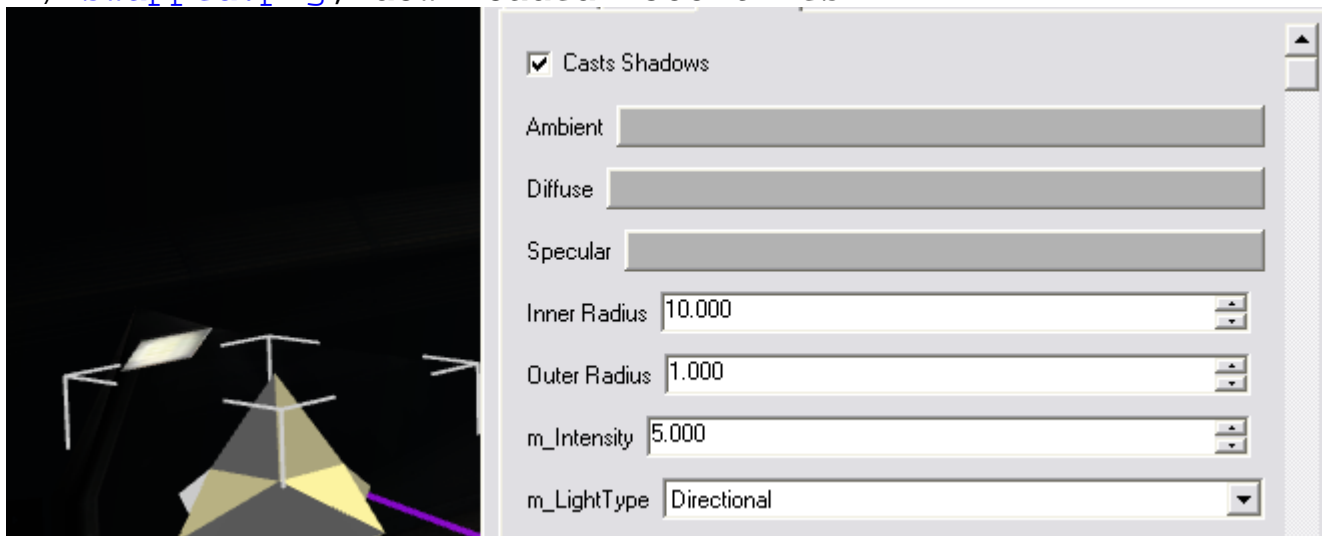 Casts Shadows
Ambient
Diffuse
Specular
Inner Radius 10.000
Outer Radius 1.000
m_Intensity 5.000
m_LightType Directional